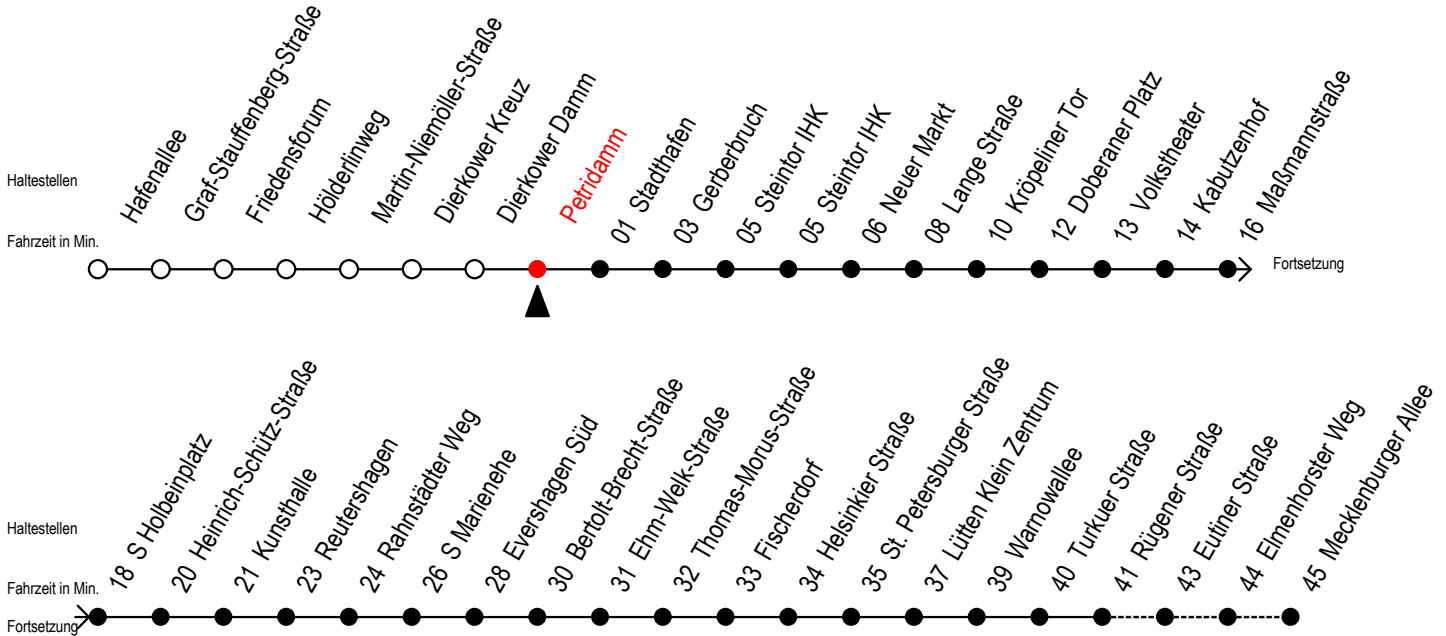 Haltestellen
Fahrzeit in Min.
Hafenallee
Graf-Stauffenberg-Straße
Friedensforum
Hölderlinweg
Martin-Niemöller-Straße
Dierkower Kreuz
Dierkower Damm
Petridamm
01 Stadthafen
03 Gerberbruch
05 Steintor IHK
05 Steintor IHK
06 Neuer Markt
08 Lange Straße
10 Kröpeliner Tor
12 Doberaner Platz
13 Volkstheater
14 Kabutzenhof
16 Maßmannstraße
Fortsetzung
Haltestellen
Fahrzeit in Min.
Fortsetzung
18 S Holbeinplatz
20 Heinrich-Schütz-Straße
21 Kunsthalle
23 Reutershagen
24 Rahnstädter Weg
26 S Marienehe
28 Evershagen Süd
30 Bertolt-Brecht-Straße
31 Ehm-Welk-Straße
32 Thomas-Morus-Straße
33 Fischerdorf
34 Helsinkier Straße
35 St. Petersburger Straße
37 Lütten Klein Zentrum
39 Warnowallee
40 Turkuer Straße
41 Rügener Straße
43 Eutiner Straße
44 Elmenhorster Weg
45 Mecklenburger Allee